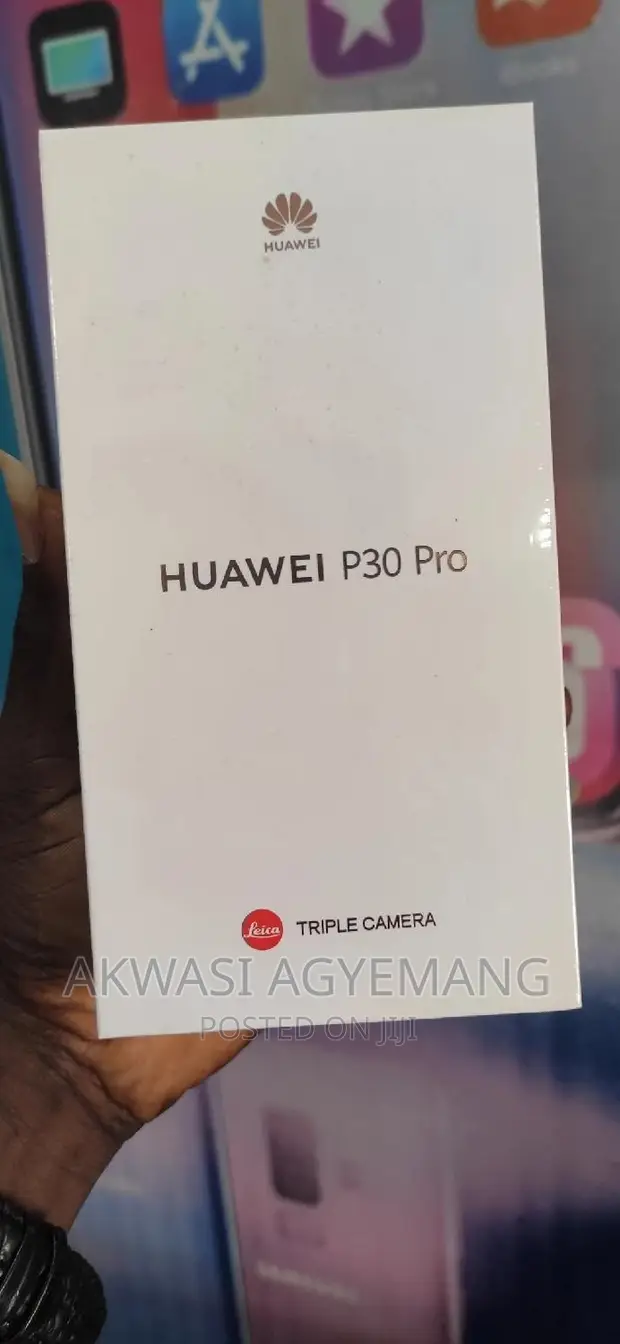 HUAWEI
HUAWEI P30 Pro
Leica TRIPLE CAMERA
AKWASI AGYEMANG
POSTED ON JIJI